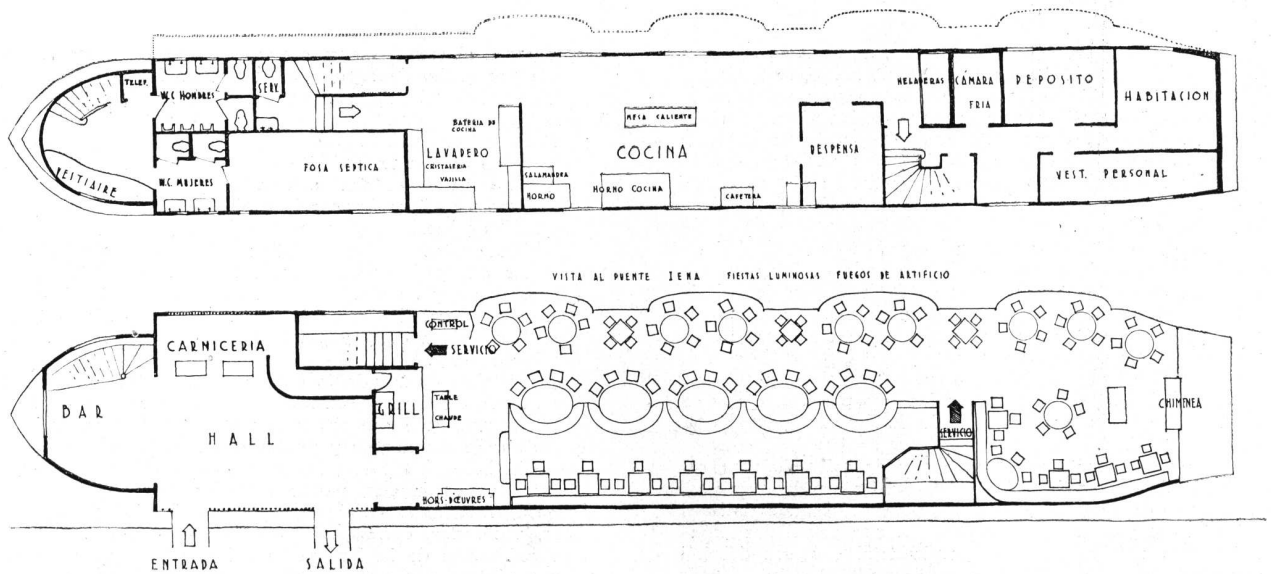 TELEF.
W.C. HOMBRES
SERV.
VESTIAIRE
W.C. MUJERES
FOSA SEPTICA
BATERIA DE
COCINA
LAVADERO
CRISTALERIA
VAJILLA
SALAMANDRA
HORNO
MESA CALIENTE
COCINA
HORNO COCINA
CAFETERA
DESPENSA
HELADERAS
CÁMARA
FRIA
DEPOSITO
HABITACION
VEST. PERSONAL
VISTA AL PUENTE IENA FIESTAS LUMINOSAS FUEGOS DE ARTIFICIO
CONTROL
SERVICIO
CARNICERIA
BAR
HALL
GRILL
TABLE
CHAUDE
HORS-D'ŒUVRES
SERVICIO
CHIMENEA
ENTRADA
SALIDA